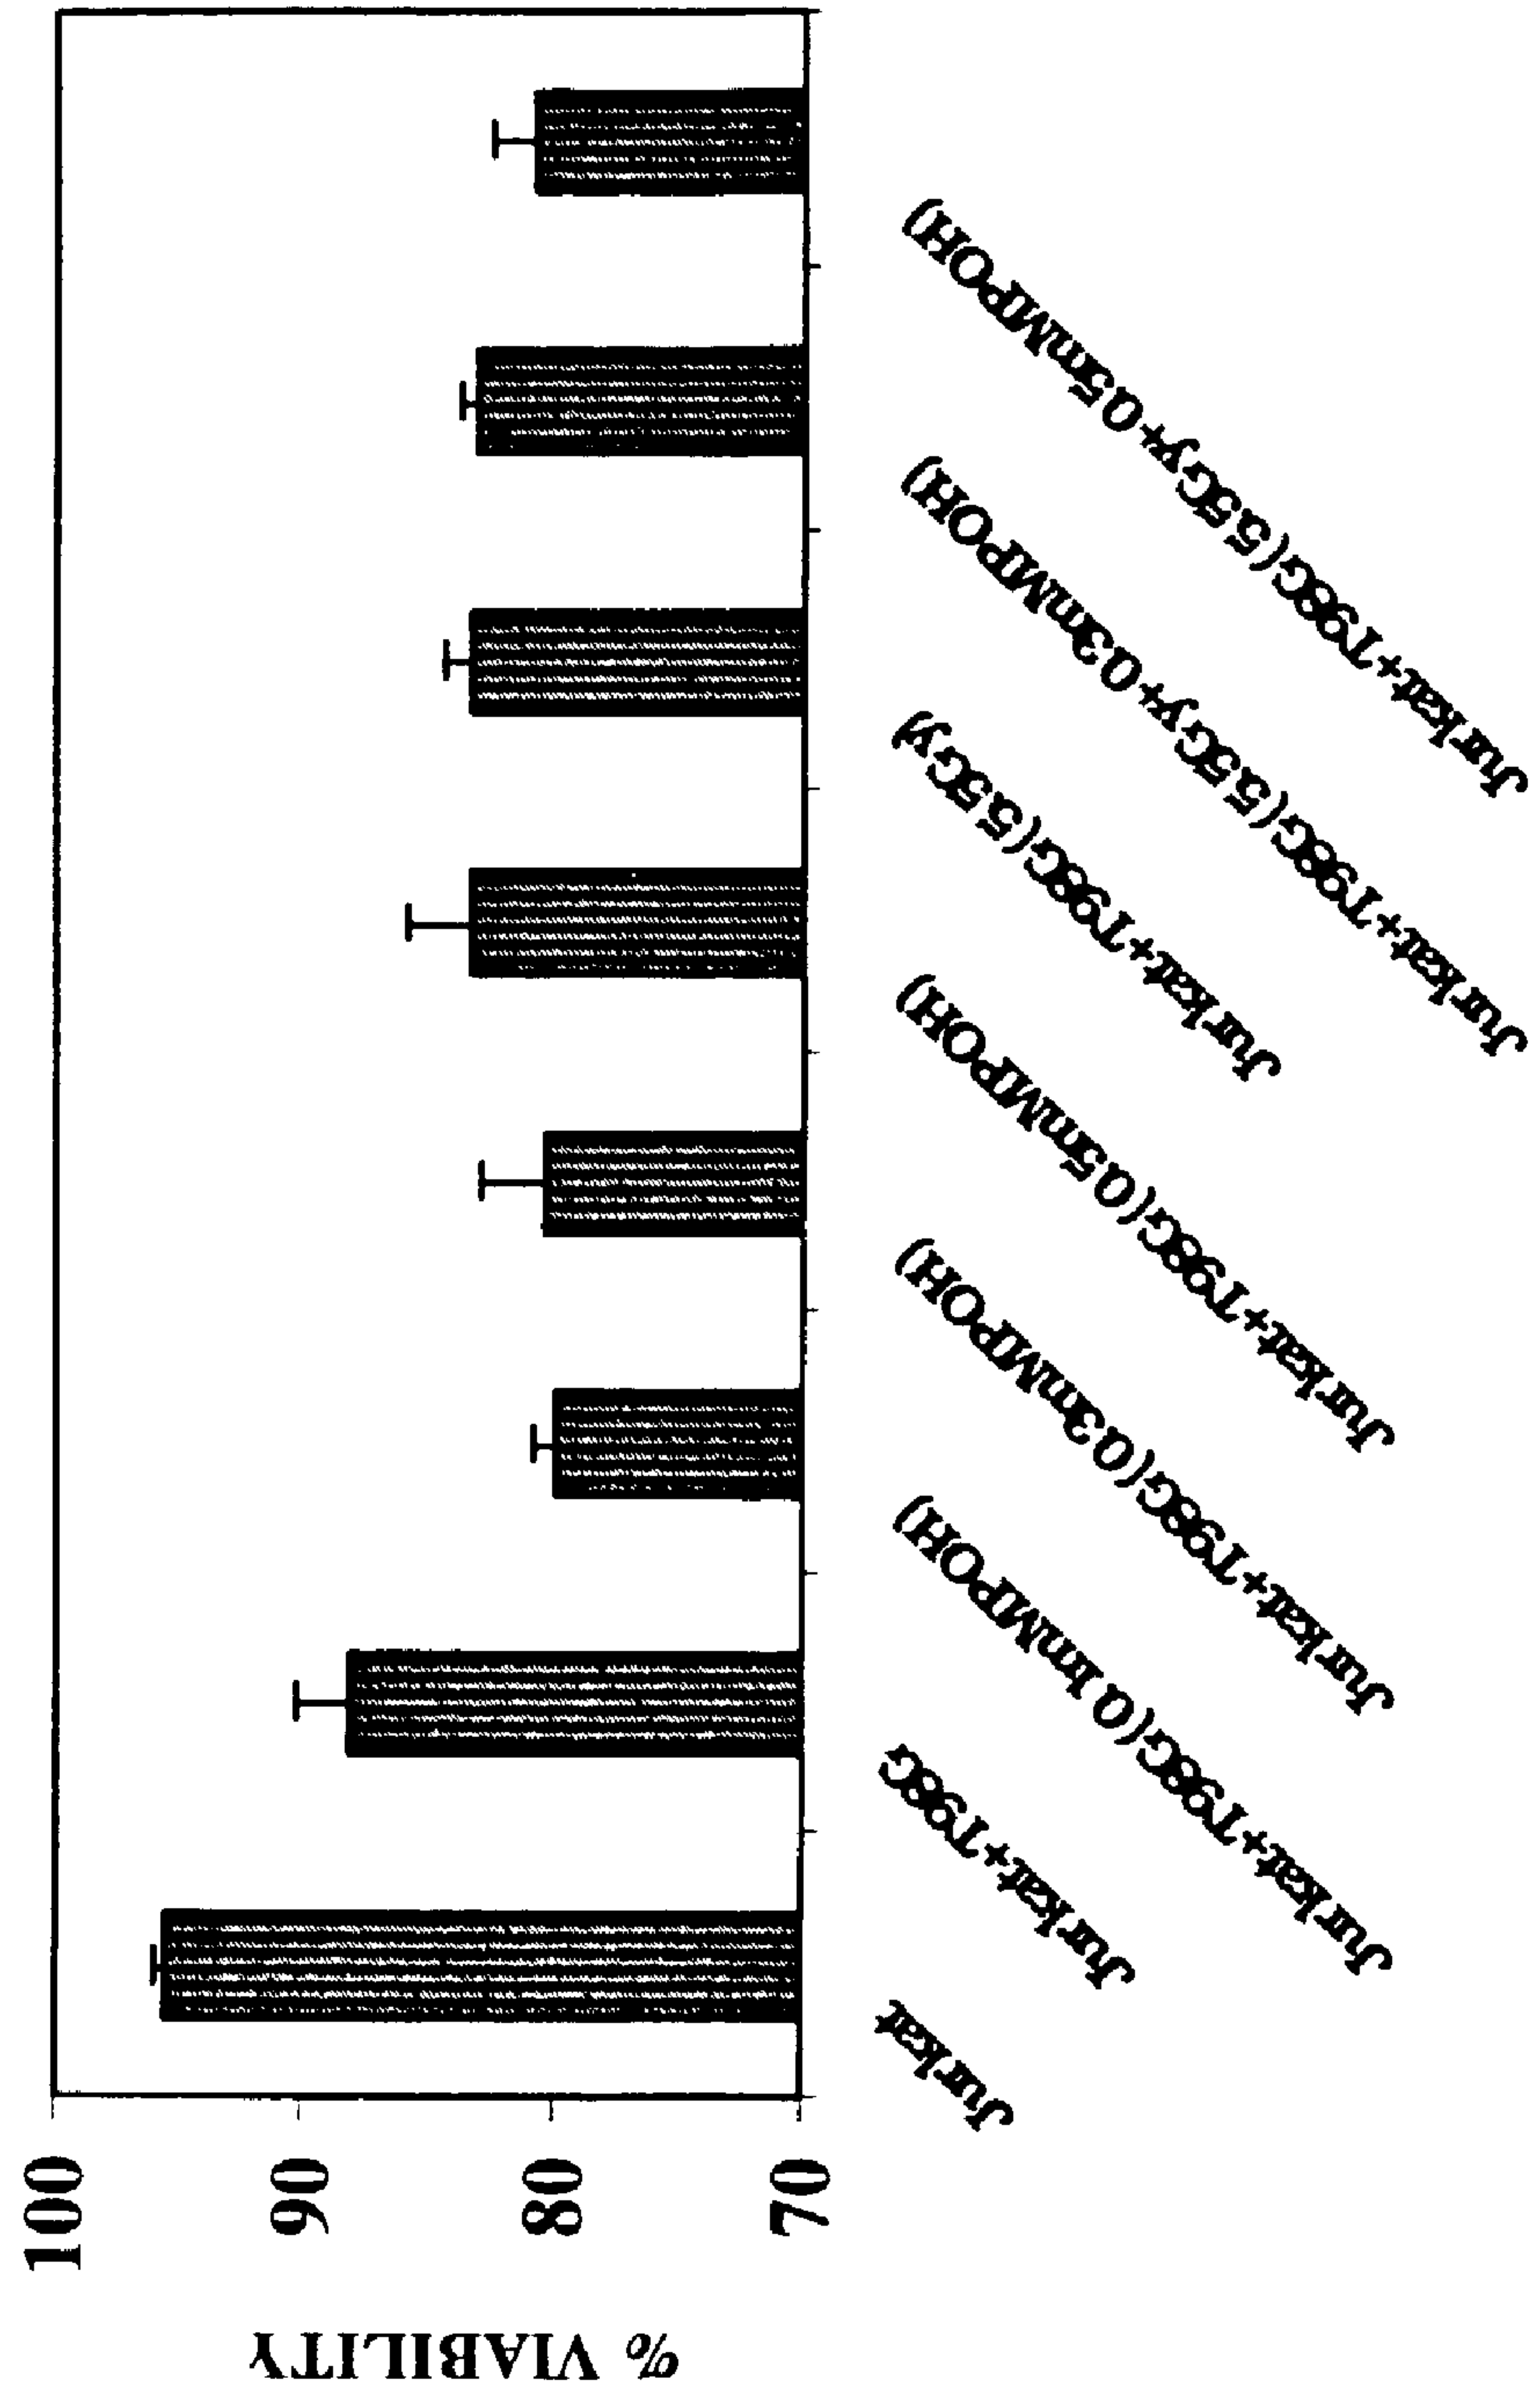 % VIABILITY
100
90
80
70
Jurkat
Jurkat+T98G
Jurkat+T98G(0.1mMPOH)
Jurkat+T98G(0.3mMPOH)
Jurkat+T98G(0.5mMPOH)
Jurkat+T98G(5.5Gy)
Jurkat+T98G(5.5Gy+0.3mMPOH)
Jurkat+T98G(5.5Gy+0.5mMPOH)